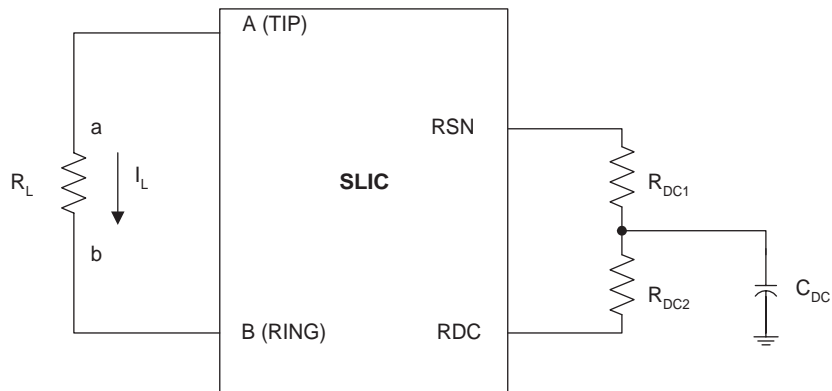 A (TIP)
RSN
a
R_L
I_L
SLIC
R_DC1
b
R_DC2
C_DC
B (RING)
RDC